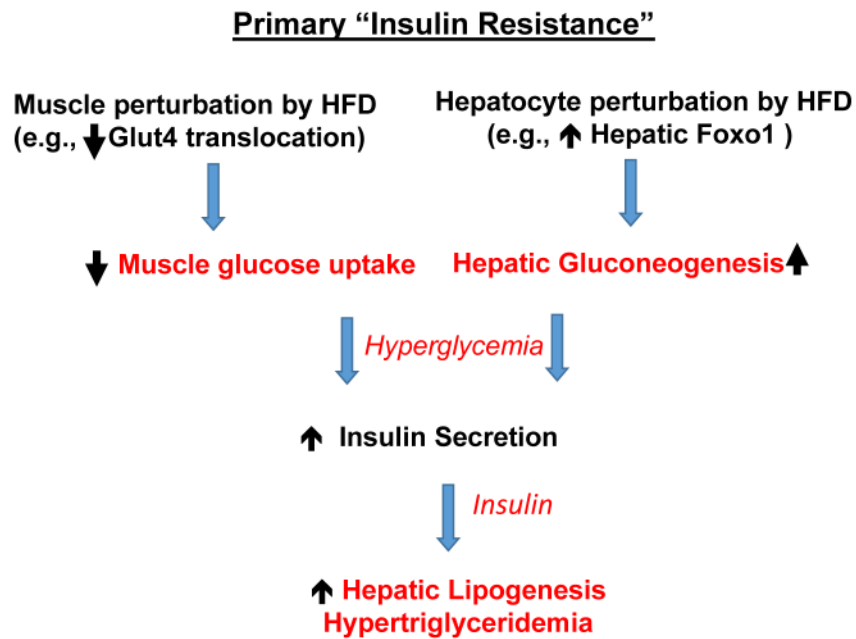 Primary “Insulin Resistance”
Muscle perturbation by HFD
(e.g., Glut4 translocation)
Hepatocyte perturbation by HFD
(e.g., Hepatic Foxo1 )
Muscle glucose uptake
Hepatic Gluconeogenesis
Hyperglycemia
Insulin Secretion
Insulin
Hepatic Lipogenesis
Hypertriglyceridemia